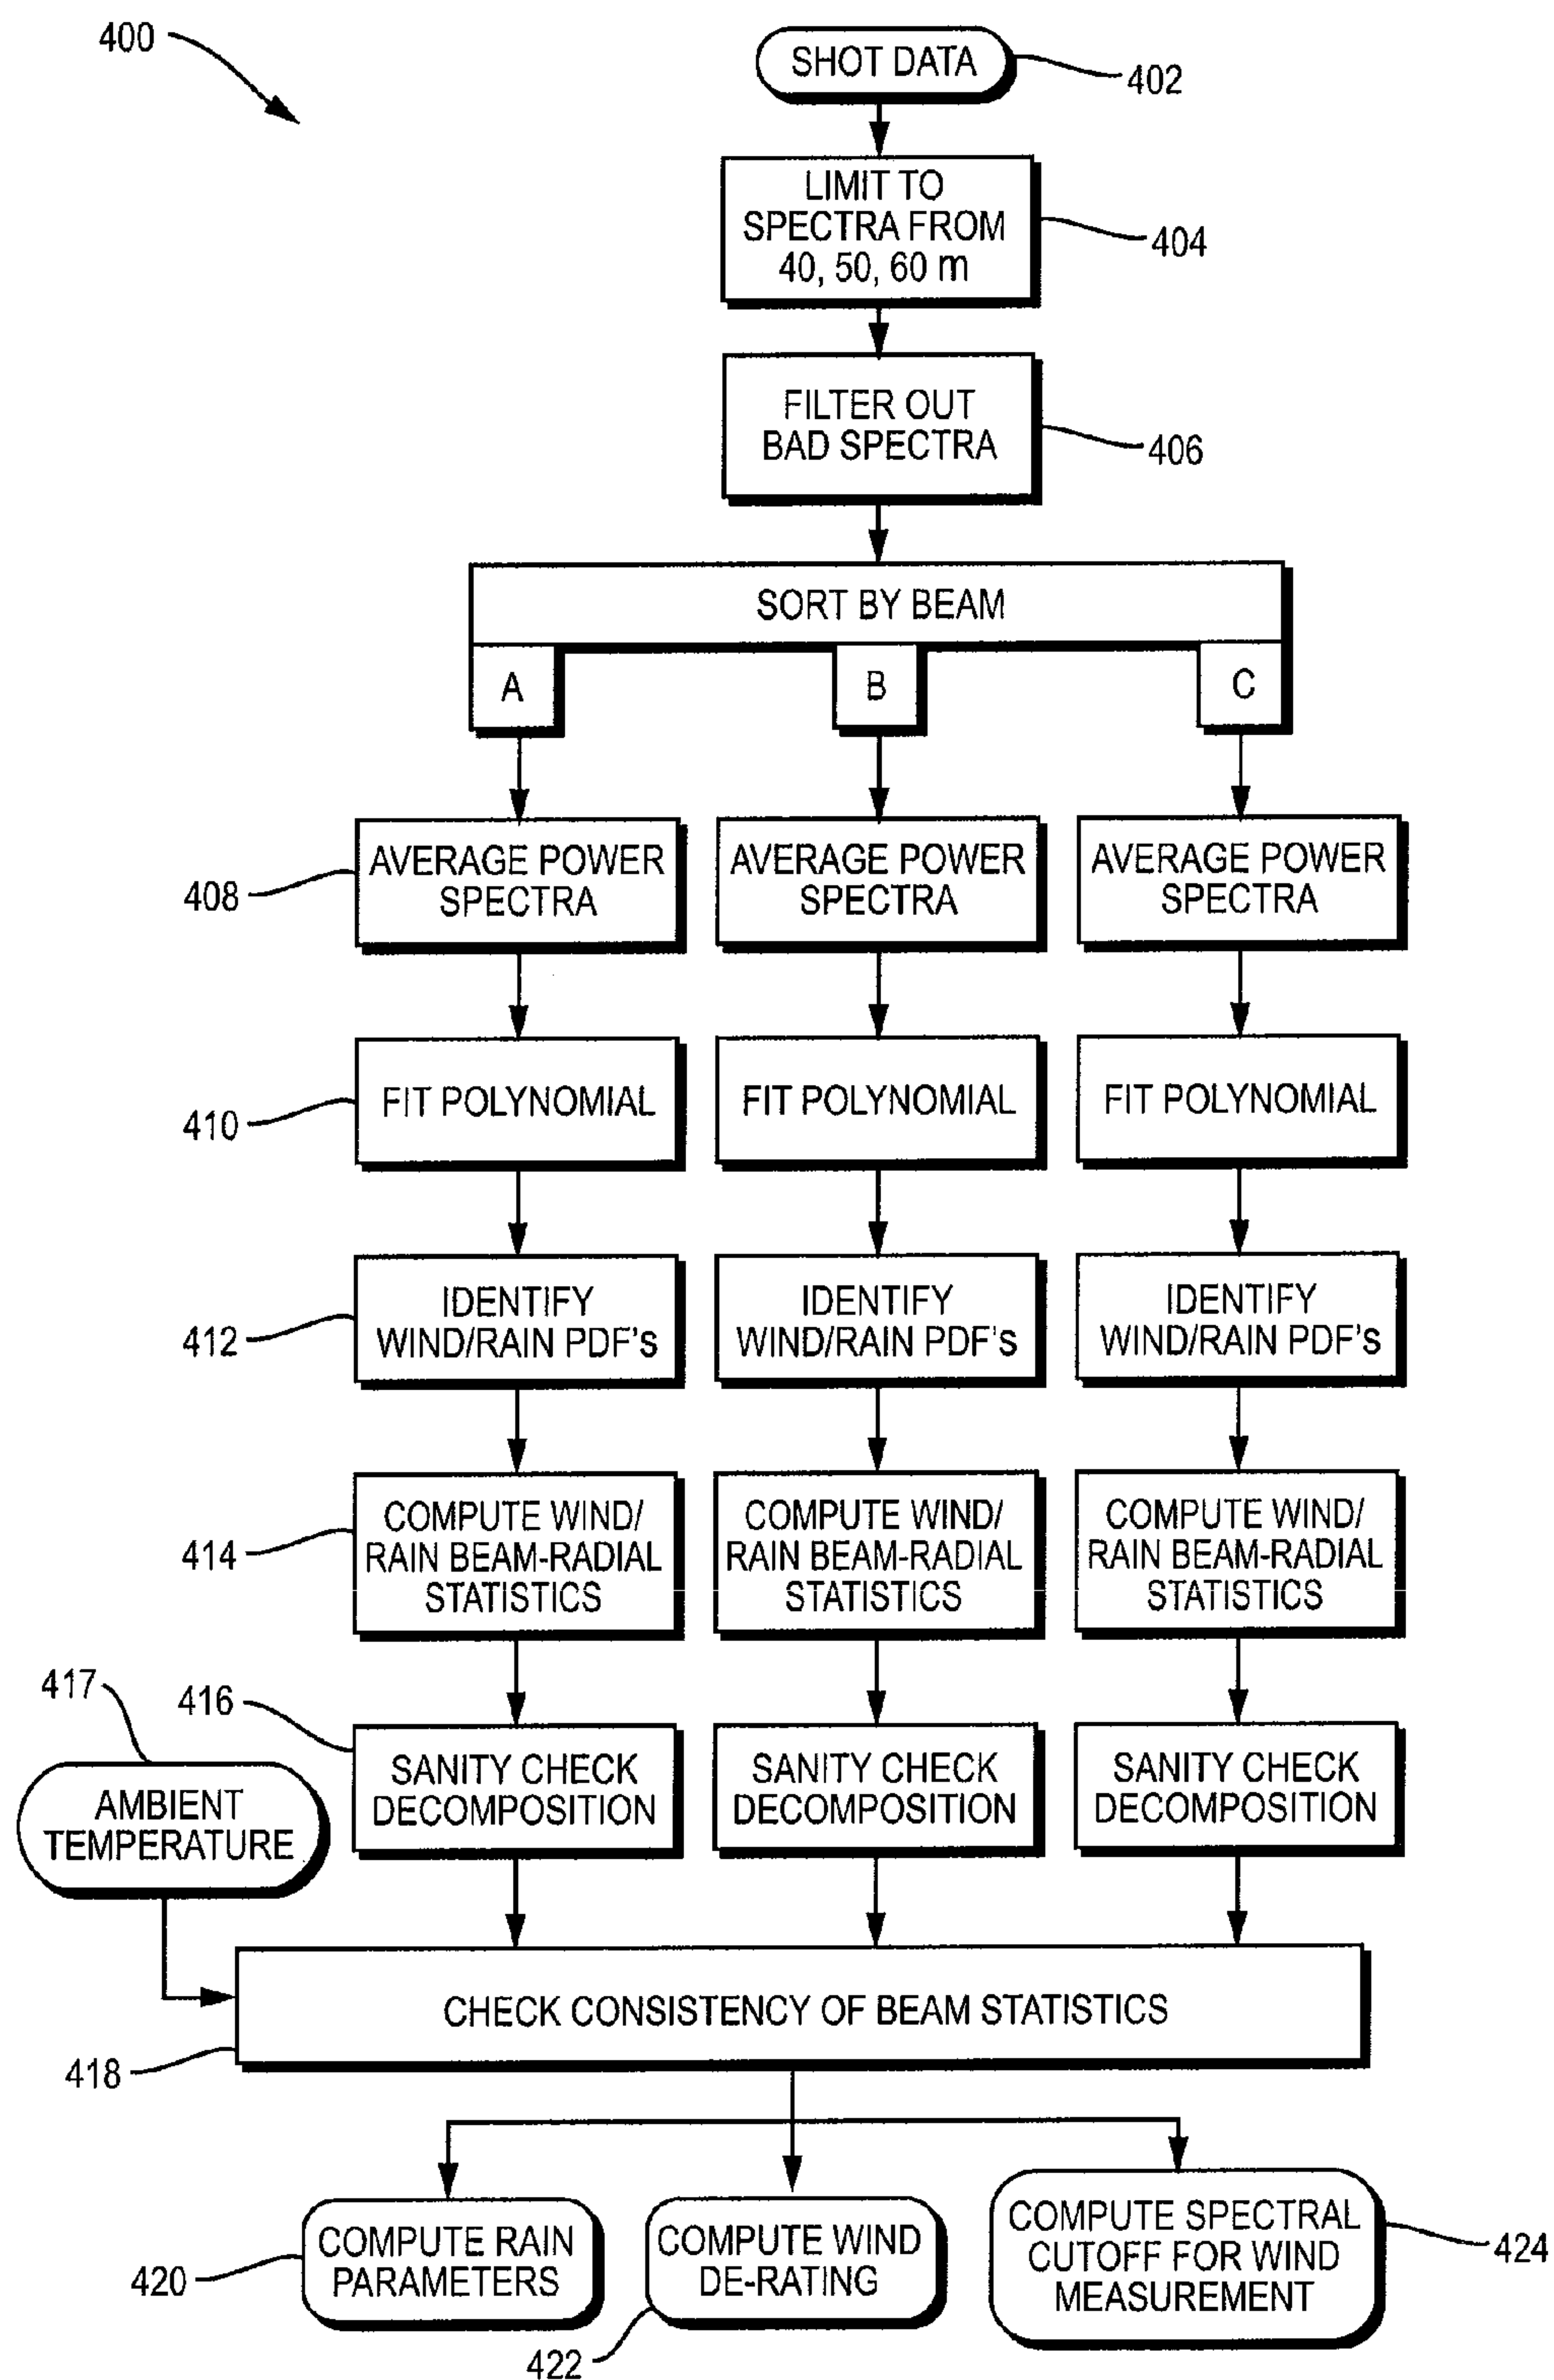 400
SHOT DATA
402
LIMIT TO
SPECTRA FROM
40, 50, 60 m
404
FILTER OUT
BAD SPECTRA
406
SORT BY BEAM
A
B
C
AVERAGE POWER
SPECTRA
AVERAGE POWER
SPECTRA
AVERAGE POWER
SPECTRA
408
FIT POLYNOMIAL
FIT POLYNOMIAL
FIT POLYNOMIAL
410
IDENTIFY
WIND/RAIN PDF's
IDENTIFY
WIND/RAIN PDF's
IDENTIFY
WIND/RAIN PDF's
412
COMPUTE WIND/
RAIN BEAM-RADIAL
STATISTICS
COMPUTE WIND/
RAIN BEAM-RADIAL
STATISTICS
COMPUTE WIND/
RAIN BEAM-RADIAL
STATISTICS
414
417
416
AMBIENT
TEMPERATURE
SANITY CHECK
DECOMPOSITION
SANITY CHECK
DECOMPOSITION
SANITY CHECK
DECOMPOSITION
CHECK CONSISTENCY OF BEAM STATISTICS
418
COMPUTE RAIN
PARAMETERS
420
COMPUTE WIND
DE-RATING
422
COMPUTE SPECTRAL
CUTOFF FOR WIND
MEASUREMENT
424